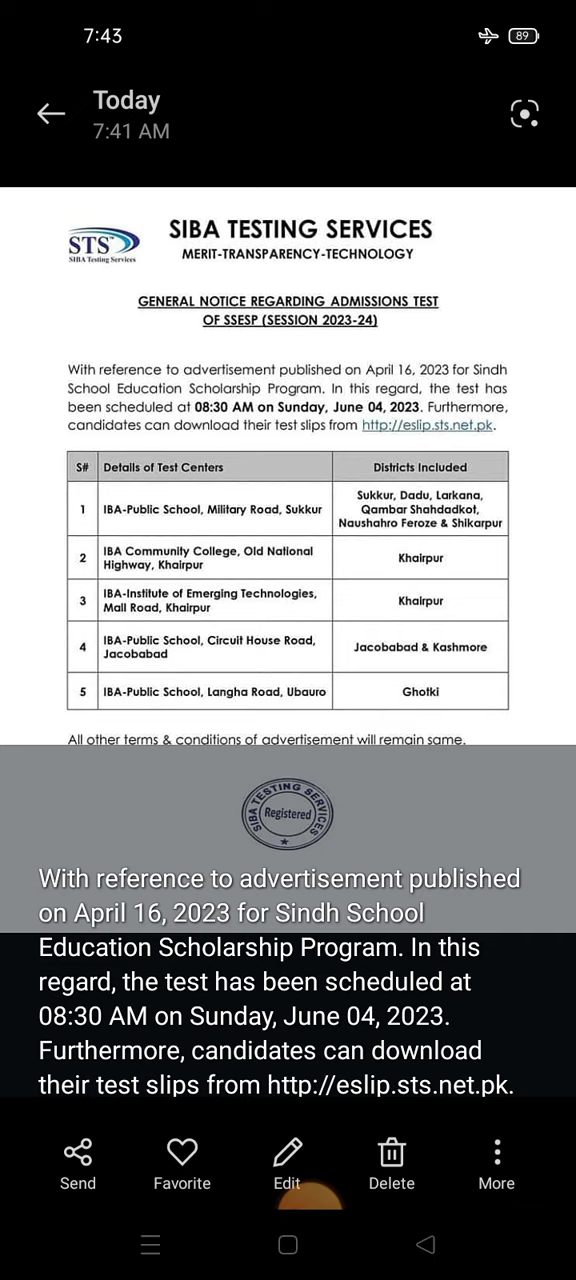 7:43
89
Today
7:41 AM
STS
SIBA Testing Services
SIBA TESTING SERVICES
MERIT-TRANSPARENCY-TECHNOLOGY
GENERAL NOTICE REGARDING ADMISSIONS TEST
OF SSESP (SESSION 2023-24)
With reference to advertisement published on April 16, 2023 for Sindh
School Education Scholarship Program. In this regard, the test has
been scheduled at 08:30 AM on Sunday, June 04, 2023. Furthermore,
candidates can download their test slips from http://eslip.sts.net.pk.
S# Details of Test Centers Districts Included
1 IBA-Public School, Military Road, Sukkur Sukkur, Dadu, Larkana,
Qambar Shahdadkot,
Naushahro Feroze & Shikarpur
2 IBA Community College, Old National
Highway, Khairpur Khairpur
3 IBA-Institute of Emerging Technologies,
Mall Road, Khairpur Khairpur
4 IBA-Public School, Circuit House Road,
Jacobabad Jacobabad & Kashmore
5 IBA-Public School, Langha Road, Ubauro Ghotki
All other terms & conditions of advertisement will remain same.
SIBA TESTING SERVICES
Registered
With reference to advertisement published
on April 16, 2023 for Sindh School
Education Scholarship Program. In this
regard, the test has been scheduled at
08:30 AM on Sunday, June 04, 2023.
Furthermore, candidates can download
their test slips from http://eslip.sts.net.pk.
Send Favorite Edit Delete More